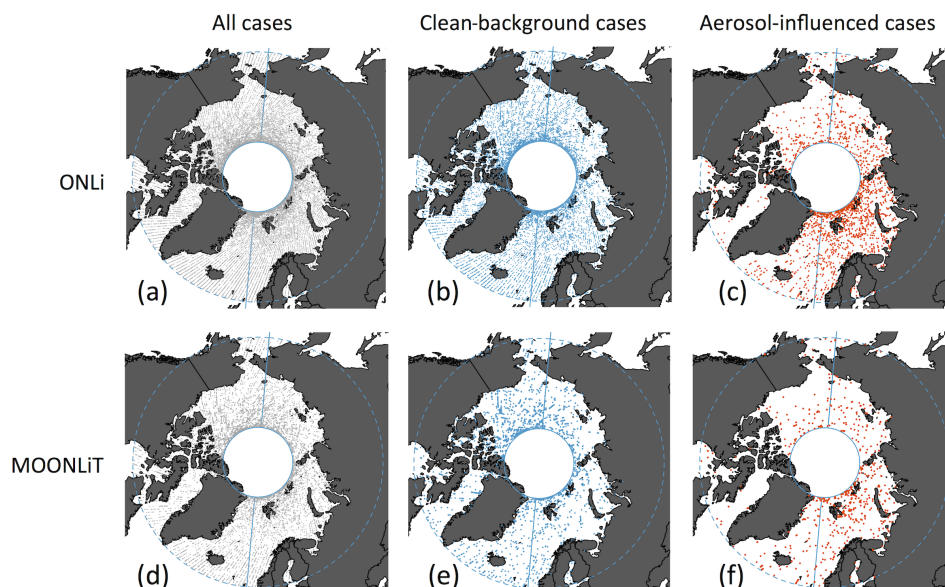 All cases Clean-background cases Aerosol-influenced cases
ONLi
(a) (b) (c)
MOONLiT
(d) (e) (f)